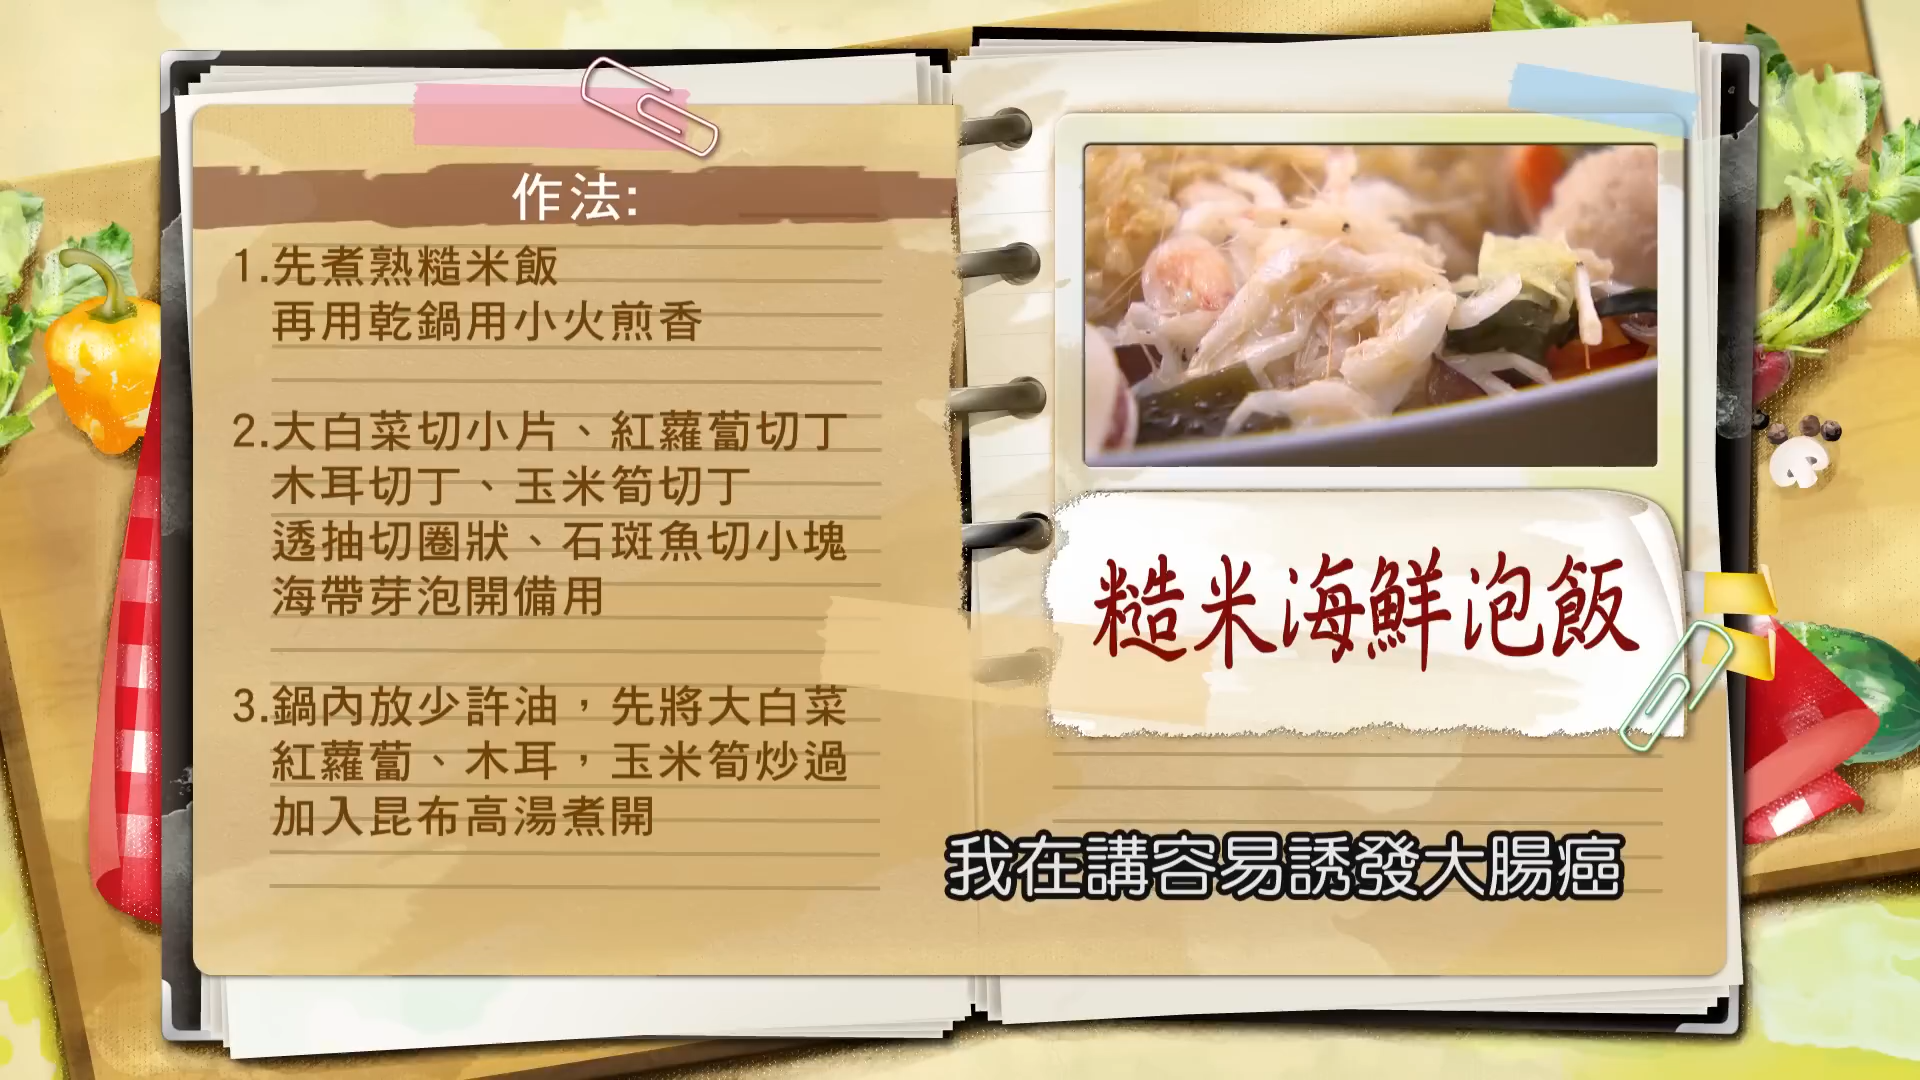 作法:
1.先煮熟糙米飯
再用乾鍋用小火煎香
2.大白菜切小片、紅蘿蔔切丁
木耳切丁、玉米筍切丁
透抽切圈狀、石斑魚切小塊
海帶芽泡開備用
3.鍋內放少許油，先將大白菜
紅蘿蔔、木耳，玉米筍炒過
加入昆布高湯煮開
糙米海鮮泡飯
我在講容易誘發大腸癌